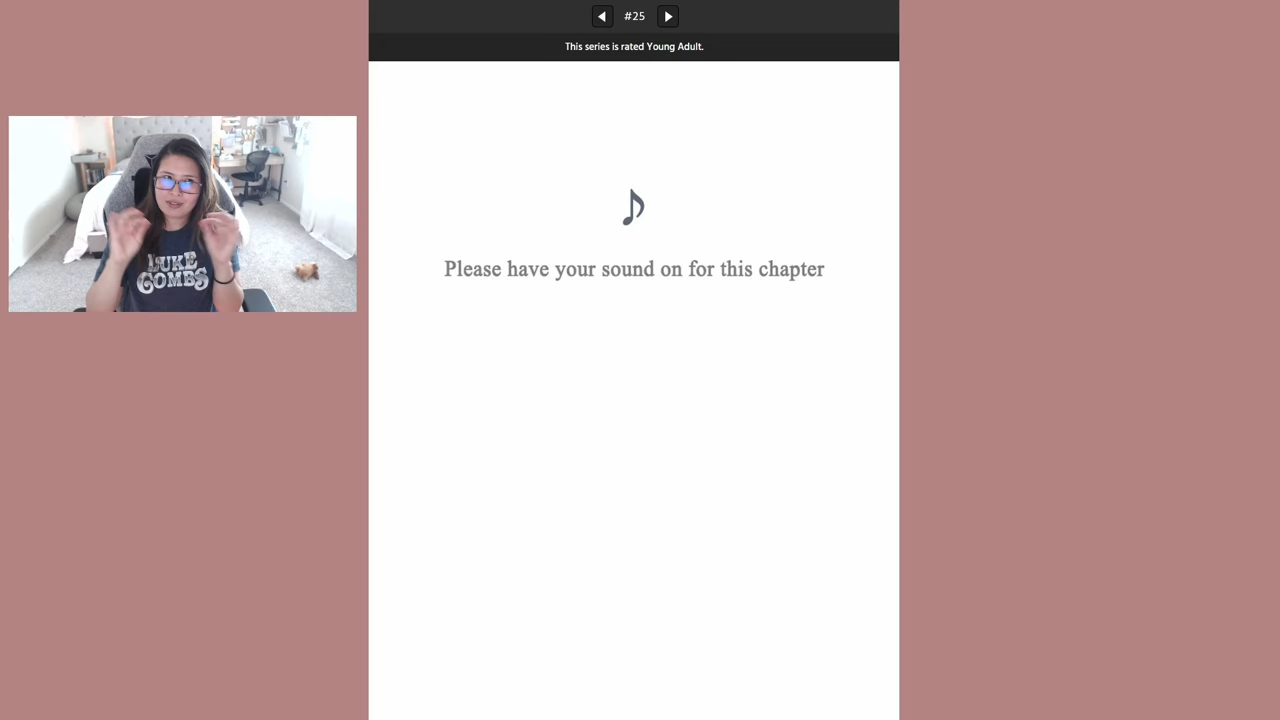 #25
This series is rated Young Adult.
LUKE
COMBS
Please have your sound on for this chapter